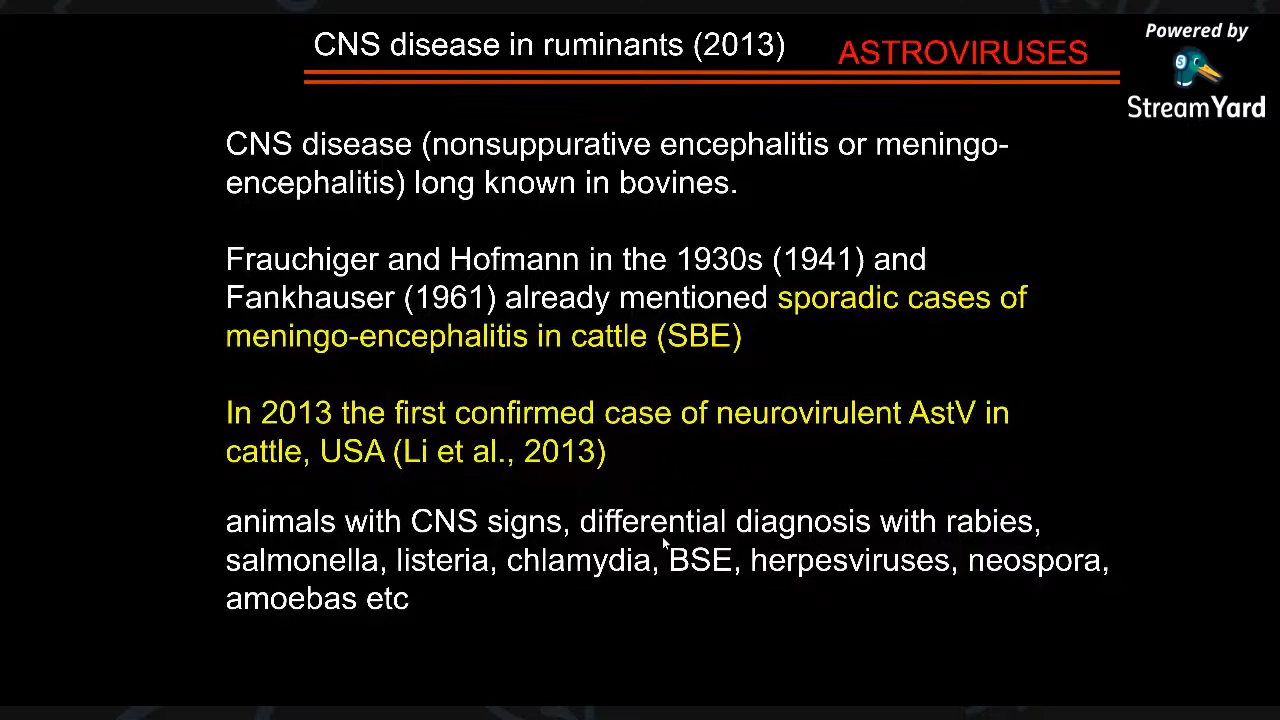 CNS disease in ruminants (2013)
ASTROVIRUSES
Powered by
StreamYard
CNS disease (nonsuppurative encephalitis or meningo-
encephalitis) long known in bovines.
Frauchiger and Hofmann in the 1930s (1941) and
Fankhauser (1961) already mentioned sporadic cases of
meningo-encephalitis in cattle (SBE)
In 2013 the first confirmed case of neurovirulent AstV in
cattle, USA (Li et al., 2013)
animals with CNS signs, differential diagnosis with rabies,
salmonella, listeria, chlamydia, BSE, herpesviruses, neospora,
amoebas etc